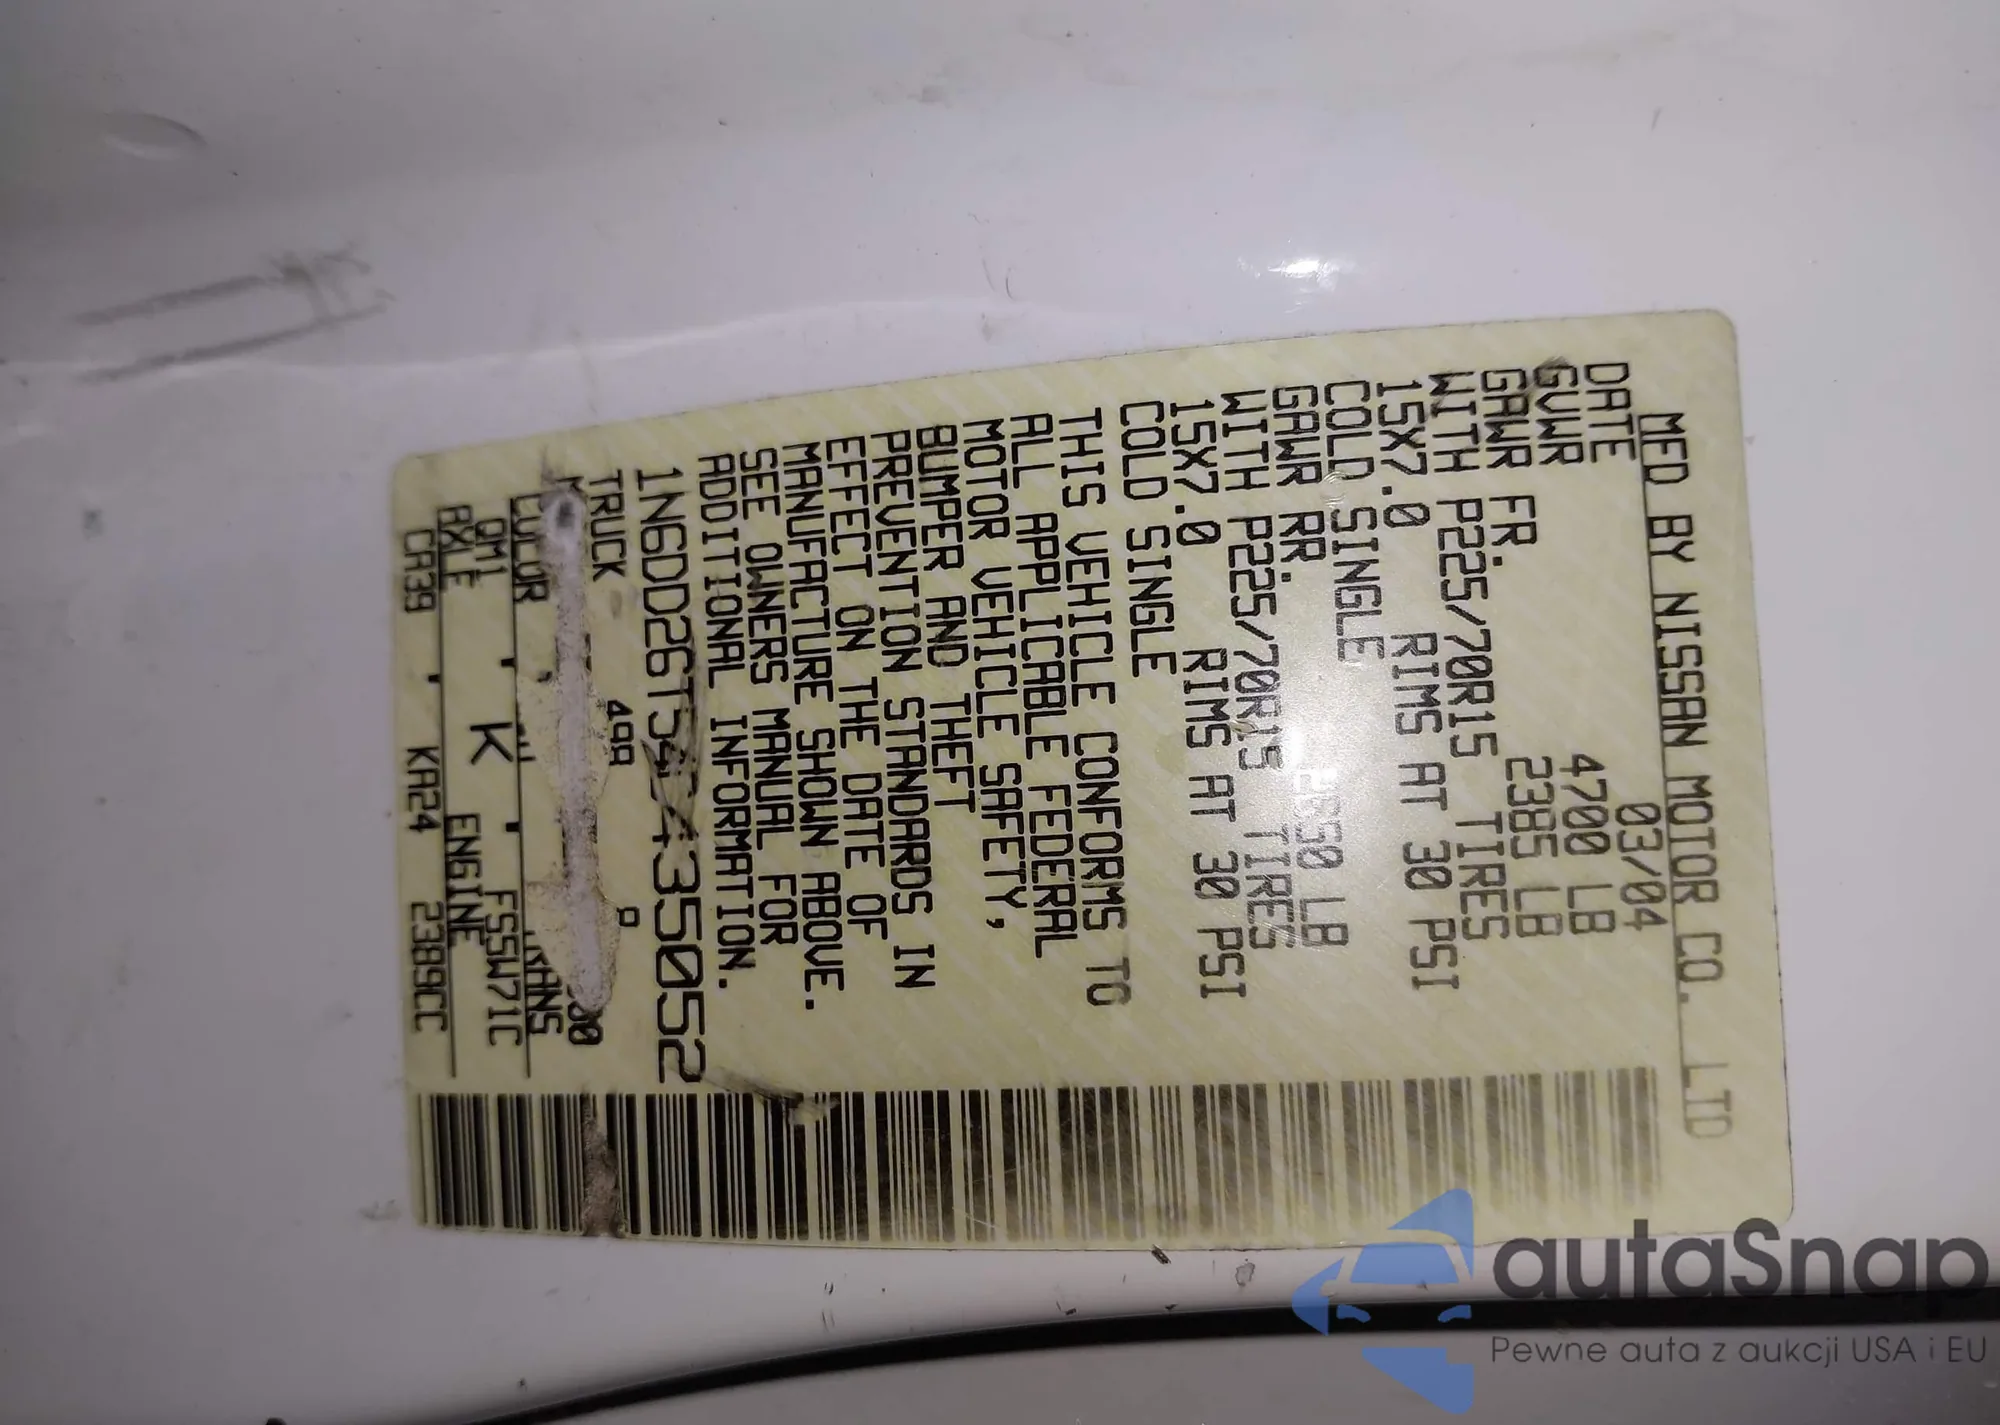 MFD BY NISSAN MOTOR CO. LTD
DATE 03/04
GVWR 4700 LB
GAWR FR. 2385 LB
WITH P225/70R15 TIRES
15X7.0 RIMS AT 30 PSI
COLD SINGLE
GAWR RR. LB
WITH P225/70R15 TIRES
15X7.0 RIMS AT 30 PSI
COLD SINGLE
THIS VEHICLE CONFORMS TO
ALL APPLICABLE FEDERAL
MOTOR VEHICLE SAFETY,
BUMPER AND THEFT
PREVENTION STANDARDS IN
EFFECT ON THE DATE OF
MANUFACTURE SHOWN ABOVE.
SEE OWNERS MANUAL FOR
ADDITIONAL INFORMATION.
1N6DD26T54C435052
TRUCK
COLOR TRANS
QM1 K FS5W71C
AXLE ENGINE
CA39 KA24 2389CC
autaSnap
Pewne auta z aukcji USA i EU